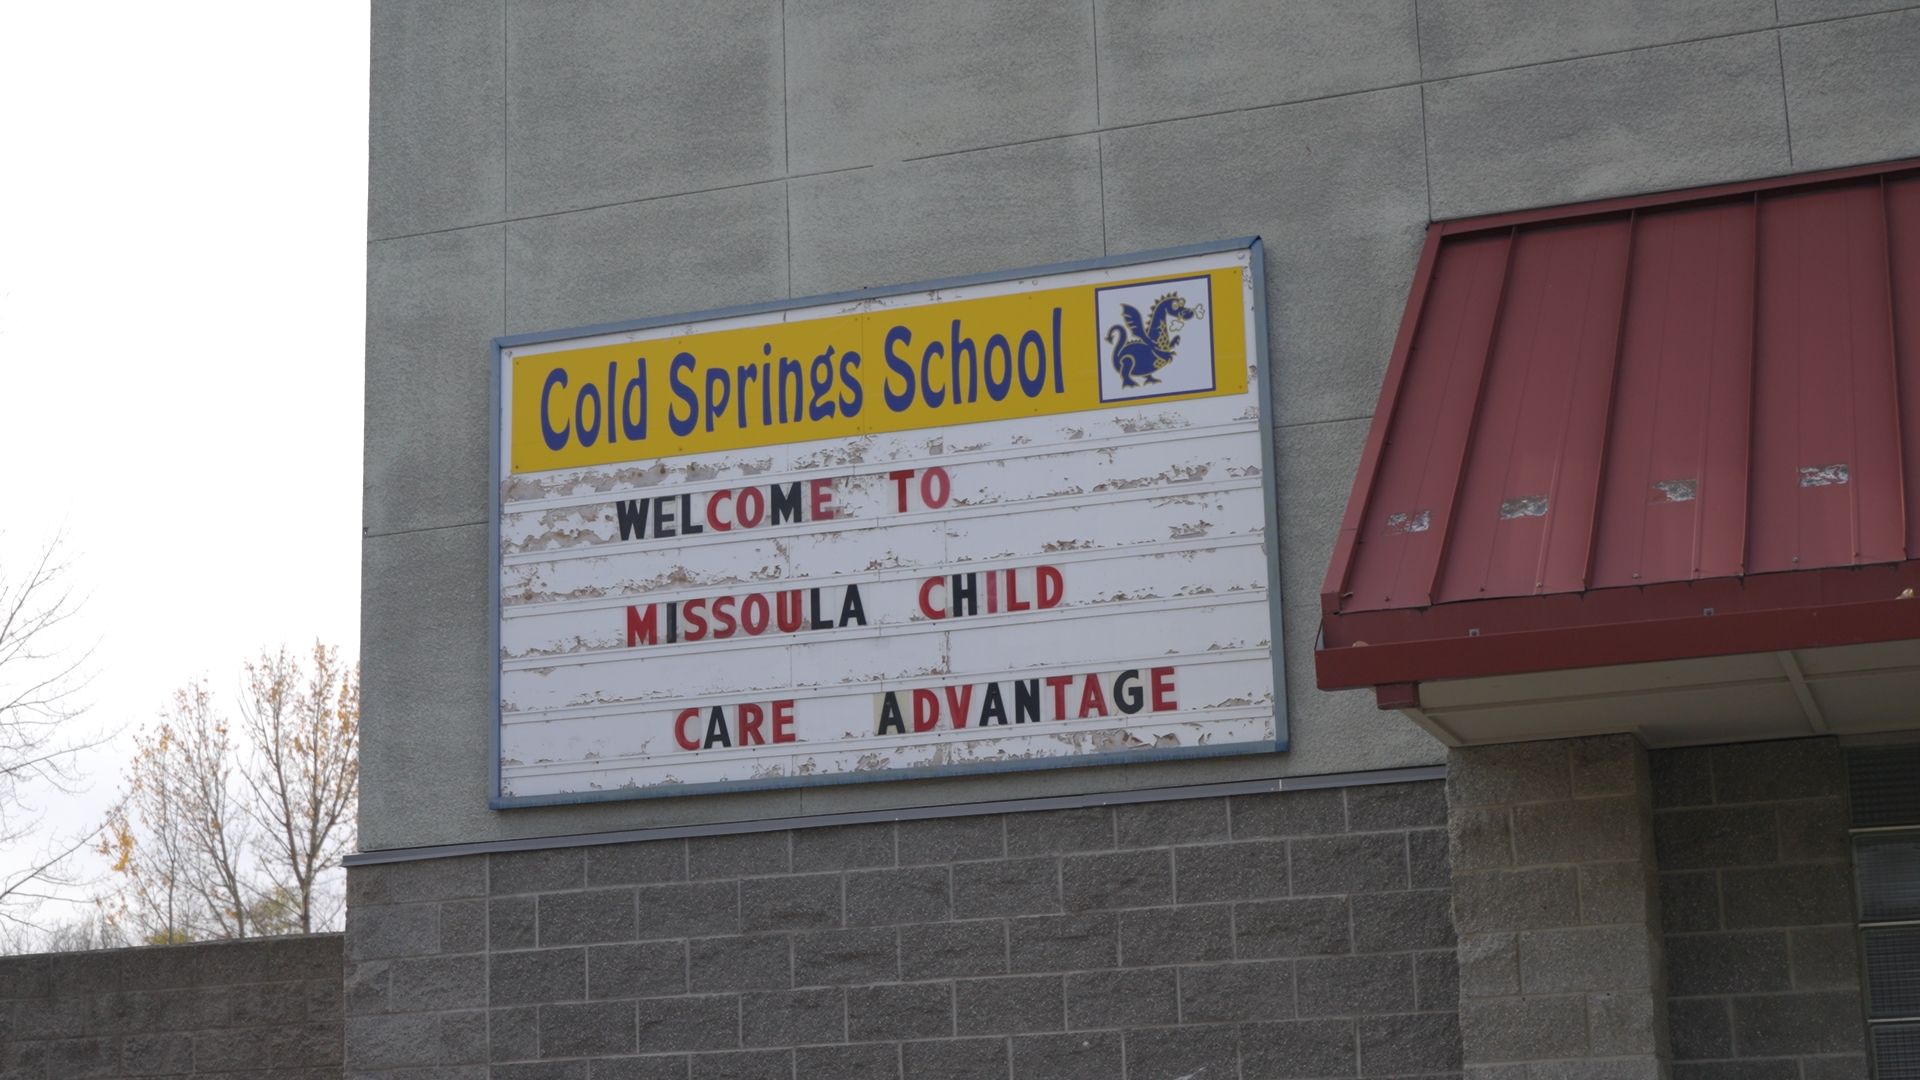 Cold Springs School
WELCOME TO
MISSOULA CHILD
CARE ADVANTAGE